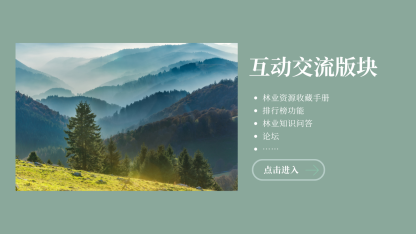 互动交流版块
林业资源收藏手册
排行榜功能
林业知识问答
论坛
……
点击进入